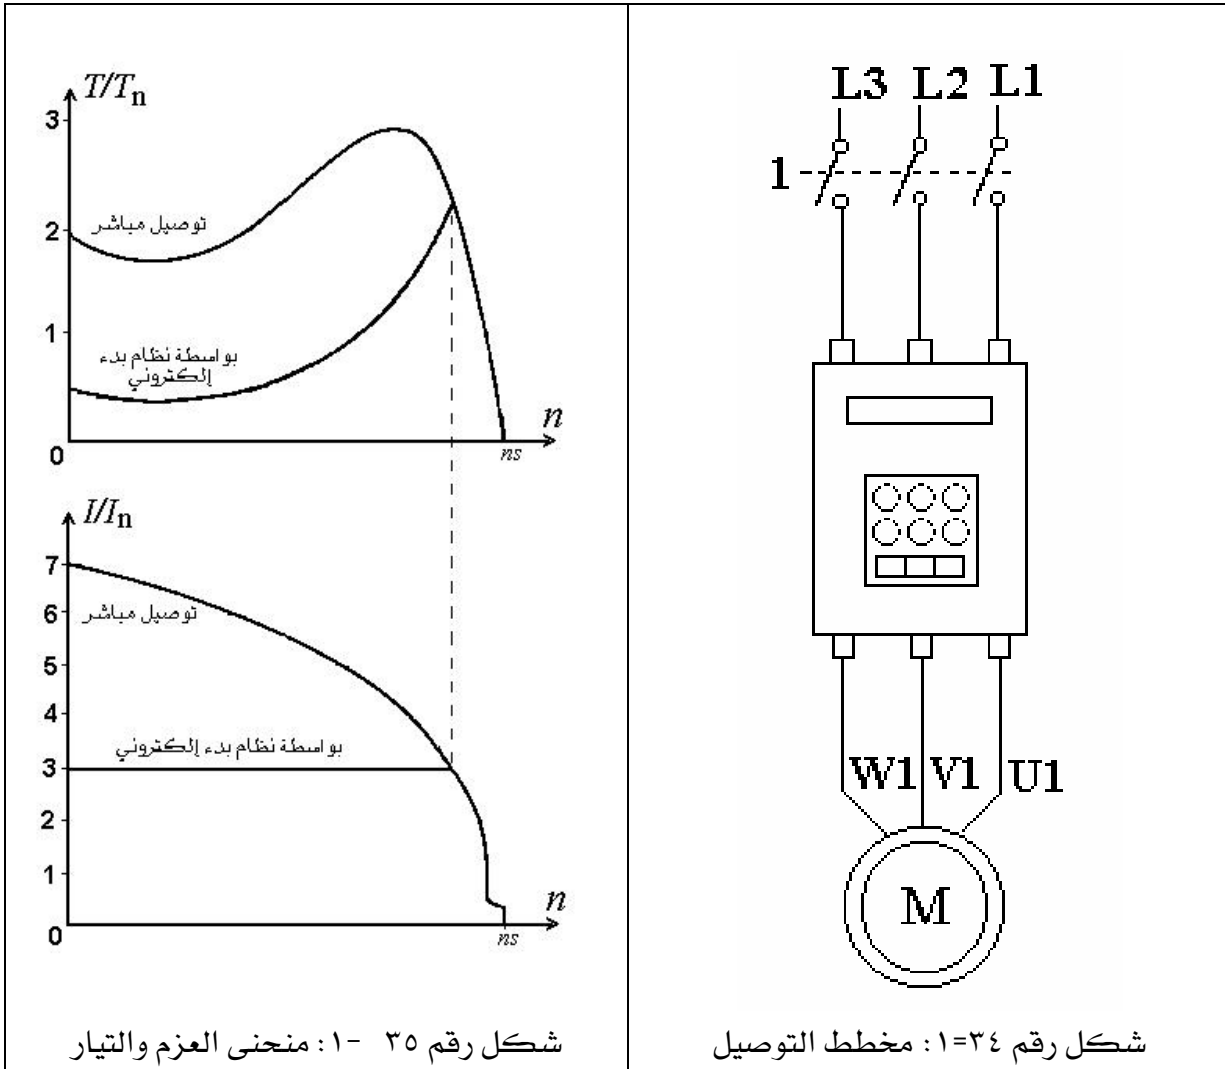 L3 L2 L1
1
W1 V1 U1
M
شكل رقم ٣٤=١: مخطط التوصيل
T/Tn
3
2
توصيل مباشر
1
بواسطة نظام بدء
إلكتروني
n
0
ns
I/In
7
توصيل مباشر
6
5
4
بواسطة نظام بدء إلكتروني
3
2
1
n
0
ns
شكل رقم ٣٥ -١: منحنى العزم والتيار